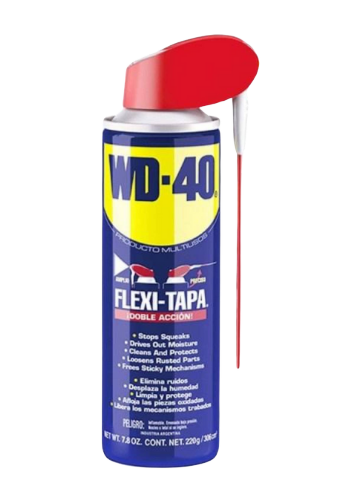 WD-40®
PRODUCTO MULTIUSOS
AMPLIO PRECISO
FLEXI-TAPA
¡DOBLE ACCIÓN!
• Stops Squeaks
• Drives Out Moisture
• Cleans And Protects
• Loosens Rusted Parts
• Frees Sticky Mechanisms
• Elimina ruidos
• Desplaza la humedad
• Limpia y protege
• Afloja las piezas oxidadas
• Libera los mecanismos trabados
PELIGRO:
INDUSTRIA ARGENTINA
NET WT. 7.8 OZ. CONT. NET. 220g /